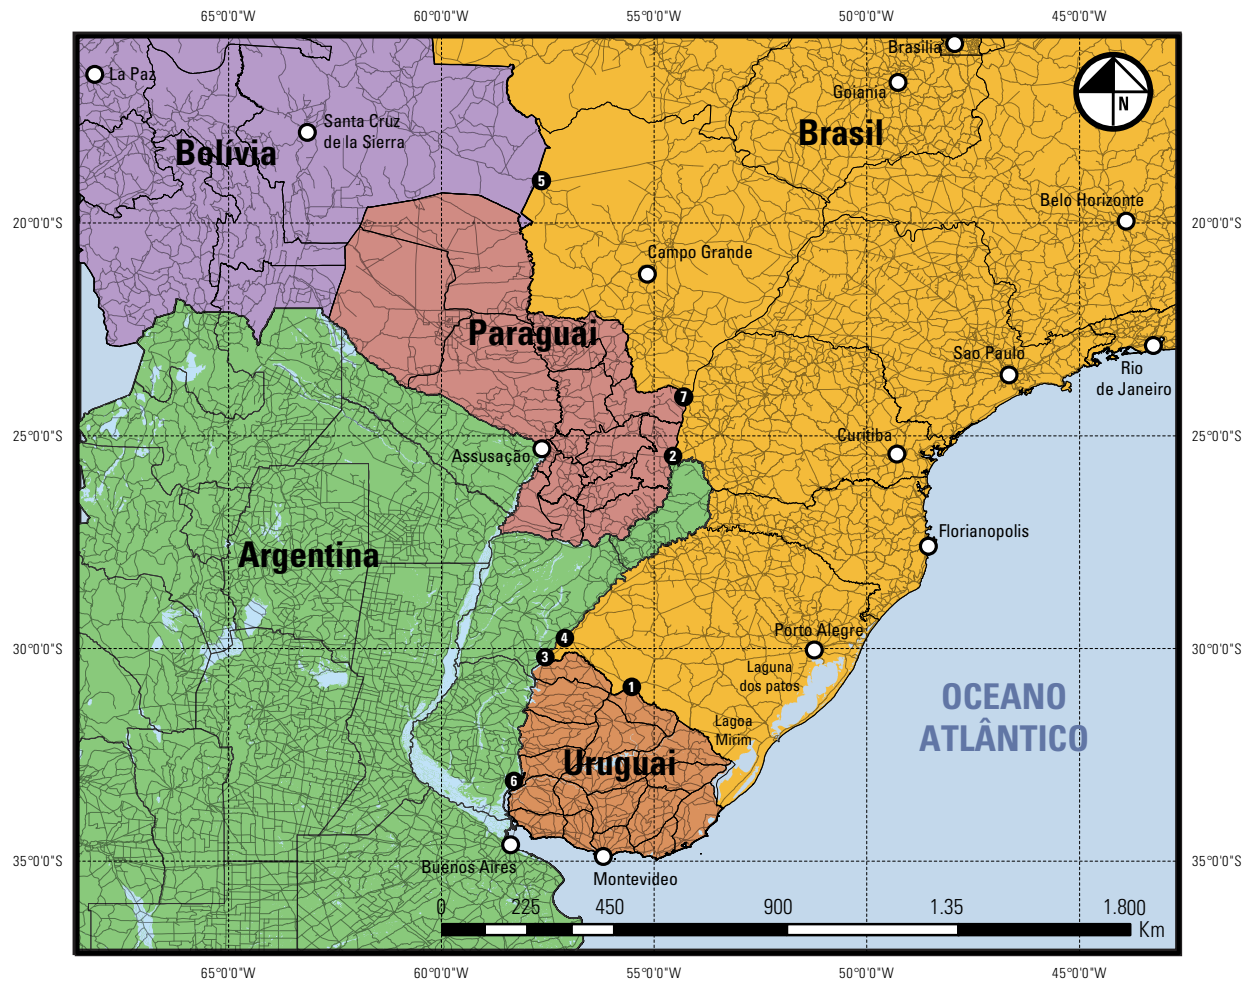 65°0'0"W
60°0'0"W
55°0'0"W
50°0'0"W
45°0'0"W
Brasília
La Paz
Goiania
N
Santa Cruz
de la Sierra
Brasil
Bolívia
5
Belo Horizonte
20°0'0"S
20°0'0"S
Campo Grande
Paraguai
Sao Paulo
Rio
de Janeiro
7
25°0'0"S
25°0'0"S
Curitiba
Assusação
2
Florianopolis
Argentina
4
Porto Alegre
30°0'0"S
30°0'0"S
3
Laguna
dos patos
1
OCEANO
ATLÂNTICO
Lagoa
Mirim
Uruguai
6
35°0'0"S
35°0'0"S
Buenos Aires
Montevideo
0
225
450
900
1.35
1.800
Km
65°0'0"W
60°0'0"W
55°0'0"W
50°0'0"W
45°0'0"W